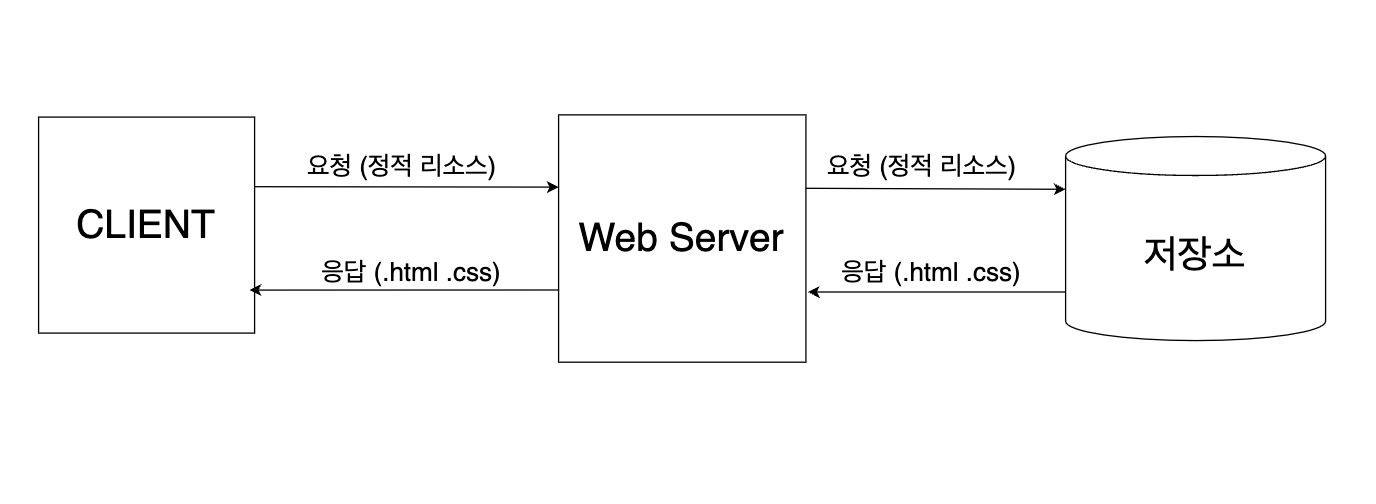 요청 (정적 리소스)
요청 (정적 리소스)
CLIENT
Web Server
저장소
응답 (.html .css)
응답 (.html .css)